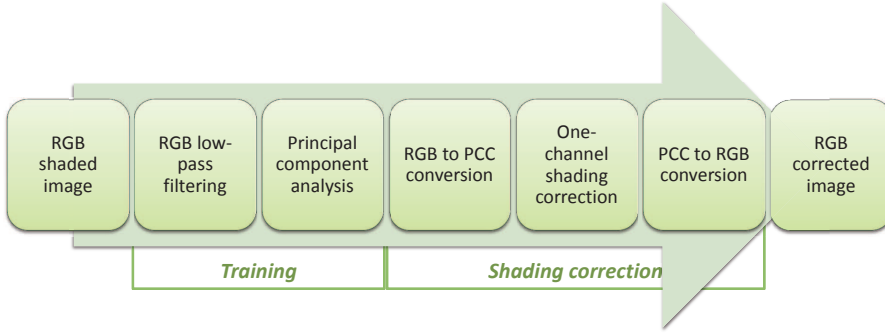 RGB
shaded
image
RGB low-
pass
filtering
Principal
component
analysis
RGB to PCC
conversion
One-
channel
shading
correction
PCC to RGB
conversion
RGB
corrected
image
Training
Shading correction